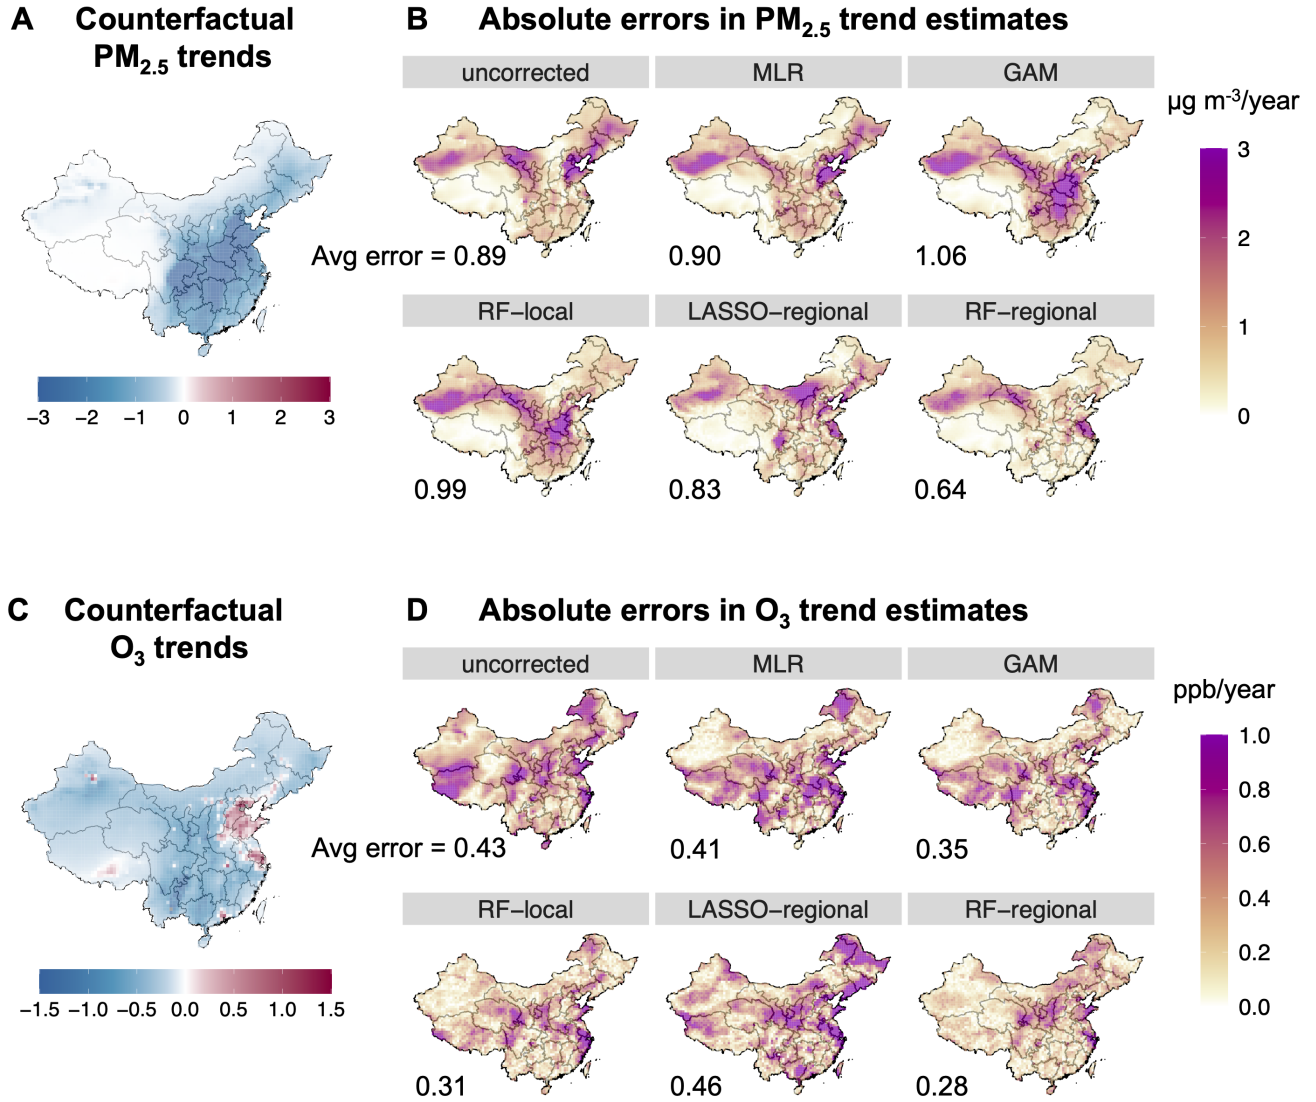 A Counterfactual
PM2.5 trends
−3 −2 −1 0 1 2 3
B Absolute errors in PM2.5 trend estimates
uncorrected MLR GAM
Avg error = 0.89 0.90 1.06
RF−local LASSO−regional RF−regional
0.99 0.83 0.64
µg m-3/year
3
2
1
0
C Counterfactual
O3 trends
−1.5 −1.0 −0.5 0.0 0.5 1.0 1.5
D Absolute errors in O3 trend estimates
uncorrected MLR GAM
Avg error = 0.43 0.41 0.35
RF−local LASSO−regional RF−regional
0.31 0.46 0.28
ppb/year
1.0
0.8
0.6
0.4
0.2
0.0